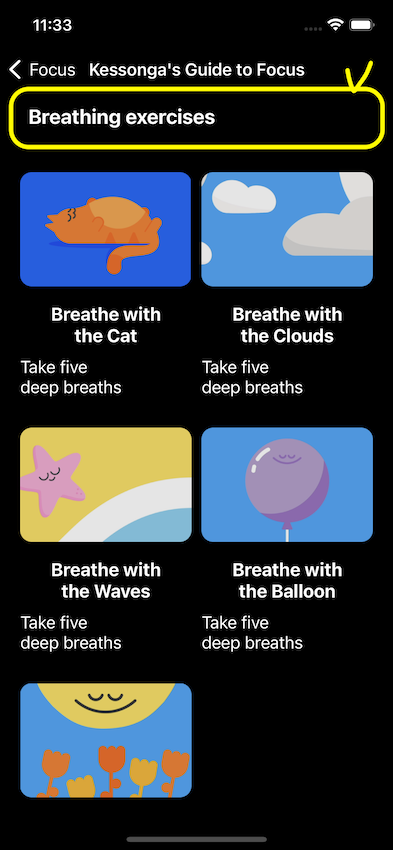 11:33
Focus Kessonga's Guide to Focus
Breathing exercises
Breathe with
the Cat
Take five
deep breaths
Breathe with
the Clouds
Take five
deep breaths
Breathe with
the Waves
Take five
deep breaths
Breathe with
the Balloon
Take five
deep breaths